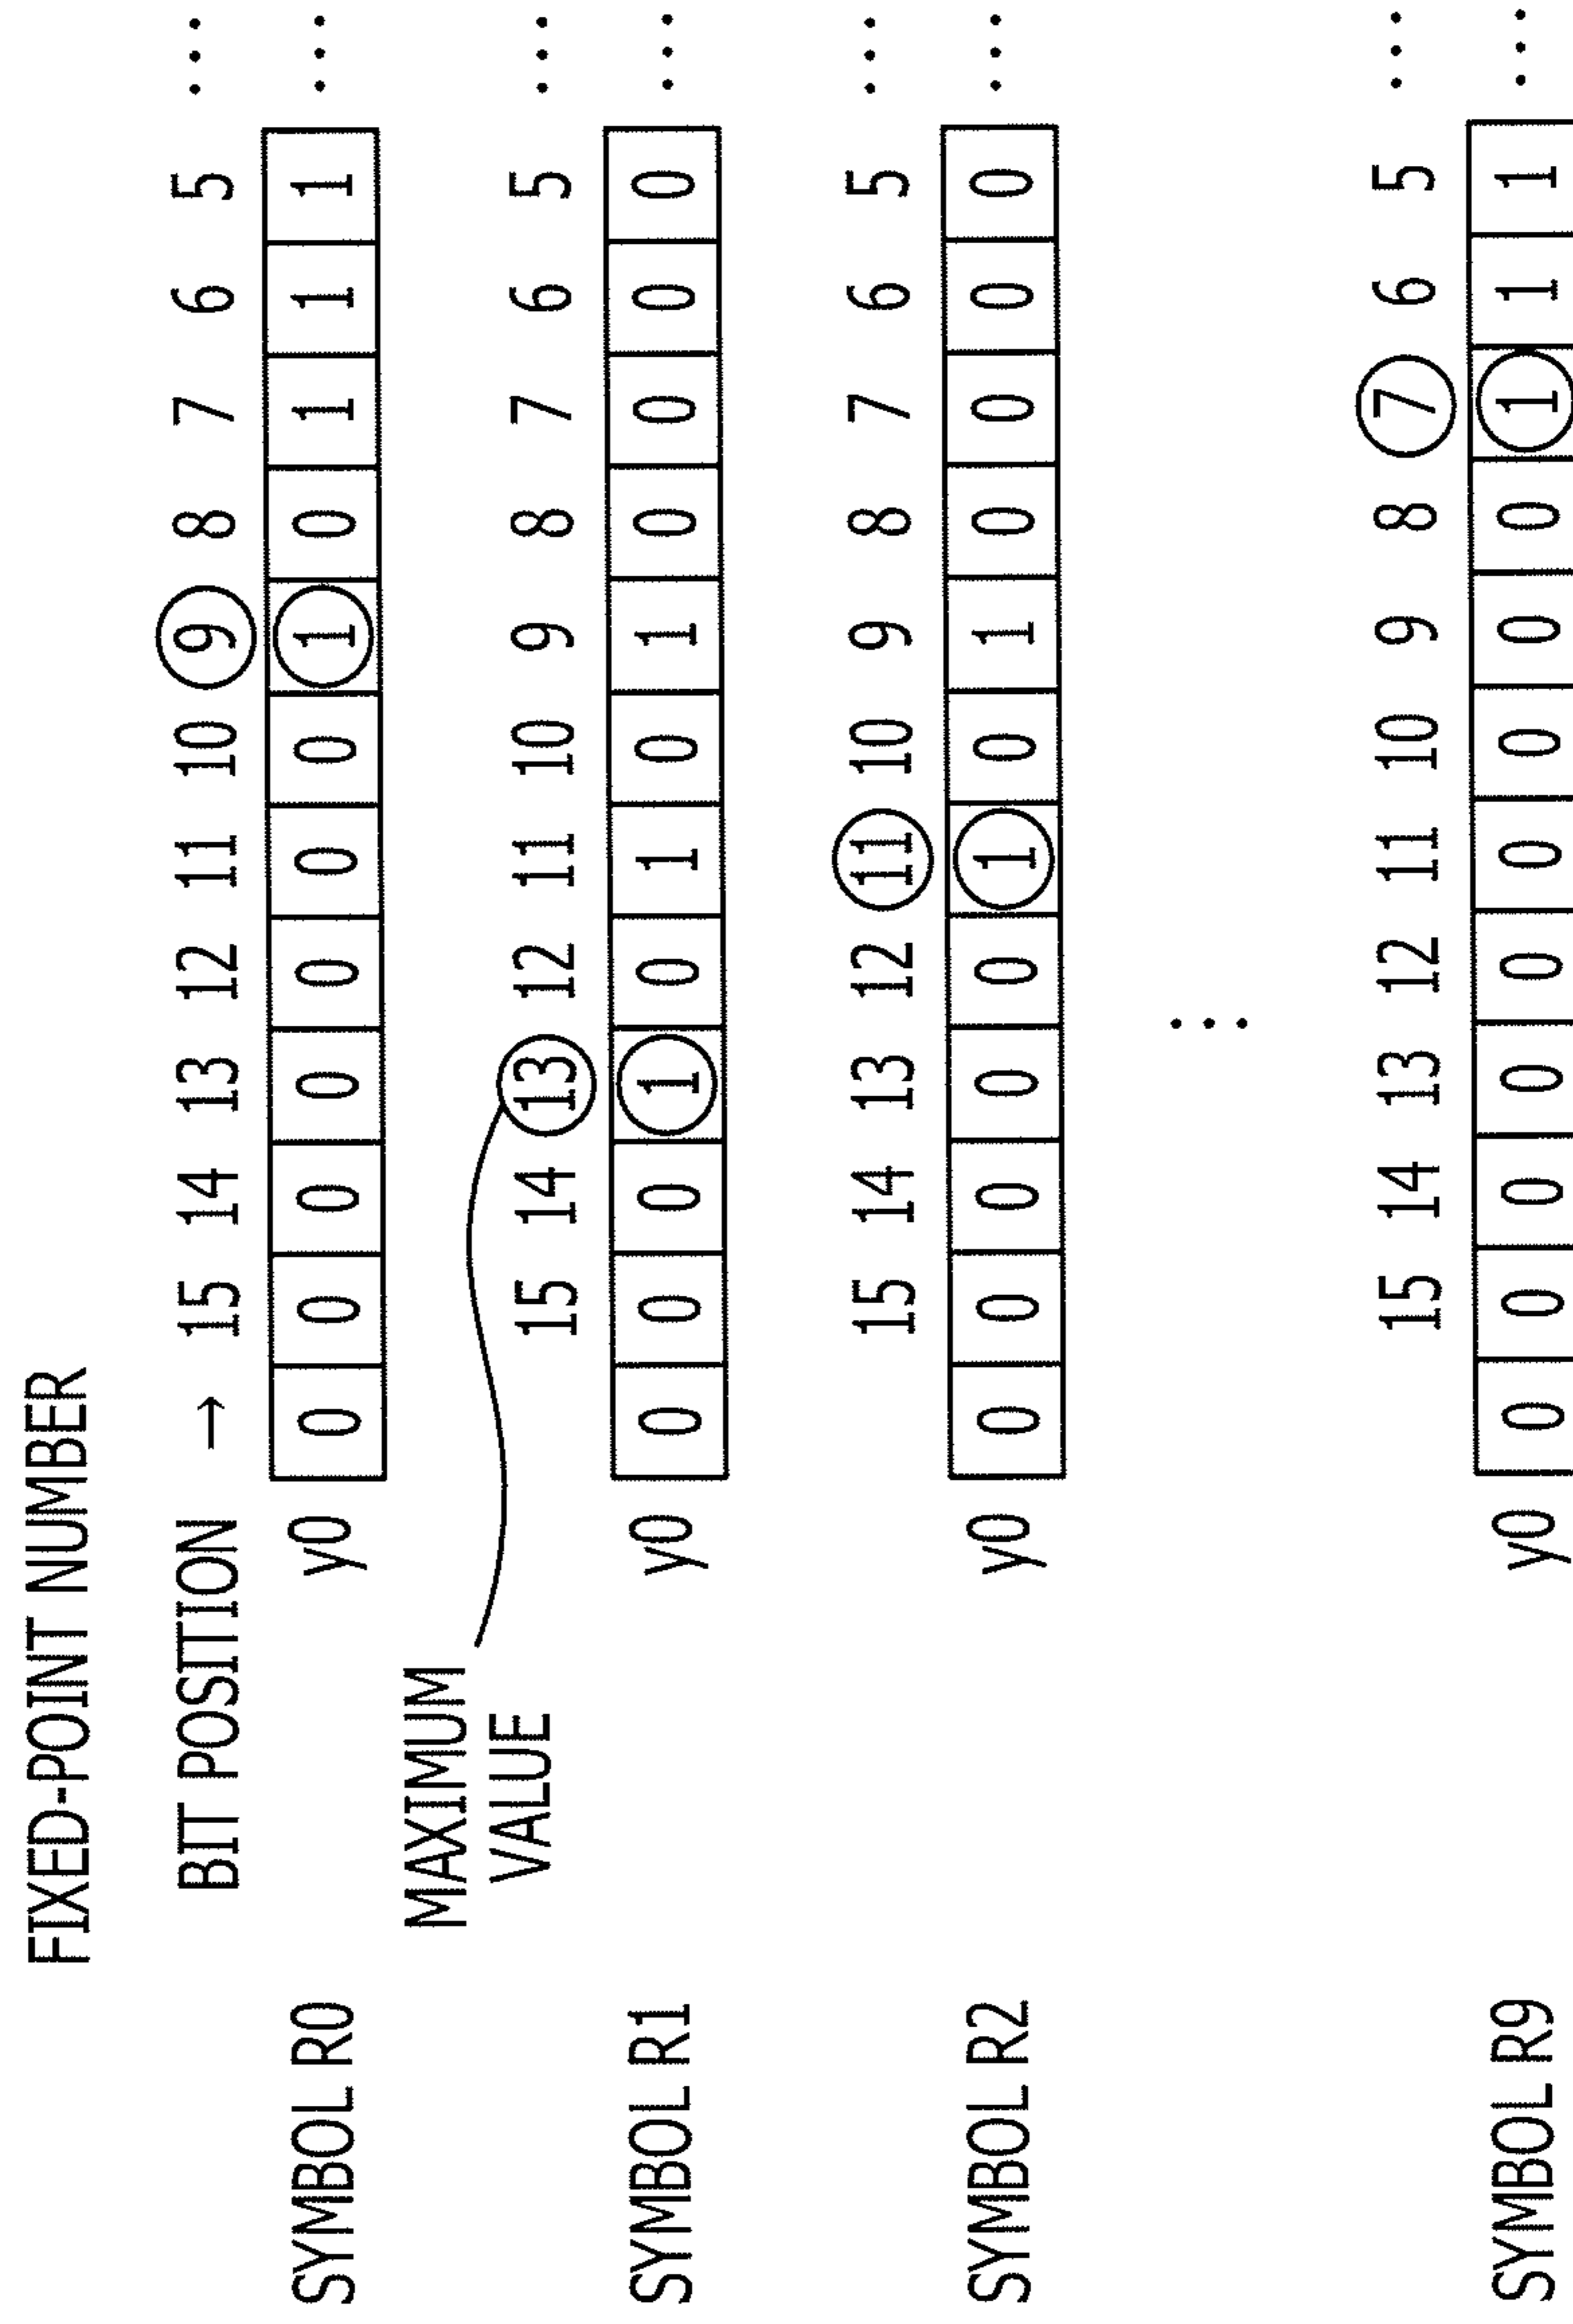 FIXED-POINT NUMBER
BIT POSITION → 15 14 13 12 11 10 9 8 7 6 5 ...
SYMBOL R0 y0 0 0 0 0 0 0 0 1 0 1 1 1 ...
MAXIMUM
VALUE
15 14 13 12 11 10 9 8 7 6 5 ...
SYMBOL R1 y0 0 0 0 1 0 1 0 1 0 0 0 0 ...
15 14 13 12 11 10 9 8 7 6 5 ...
SYMBOL R2 y0 0 0 0 0 0 1 0 1 0 0 0 0 ...
...
15 14 13 12 11 10 9 8 7 6 5 ...
SYMBOL R9 y0 0 0 0 0 0 0 0 0 0 1 1 1 ...